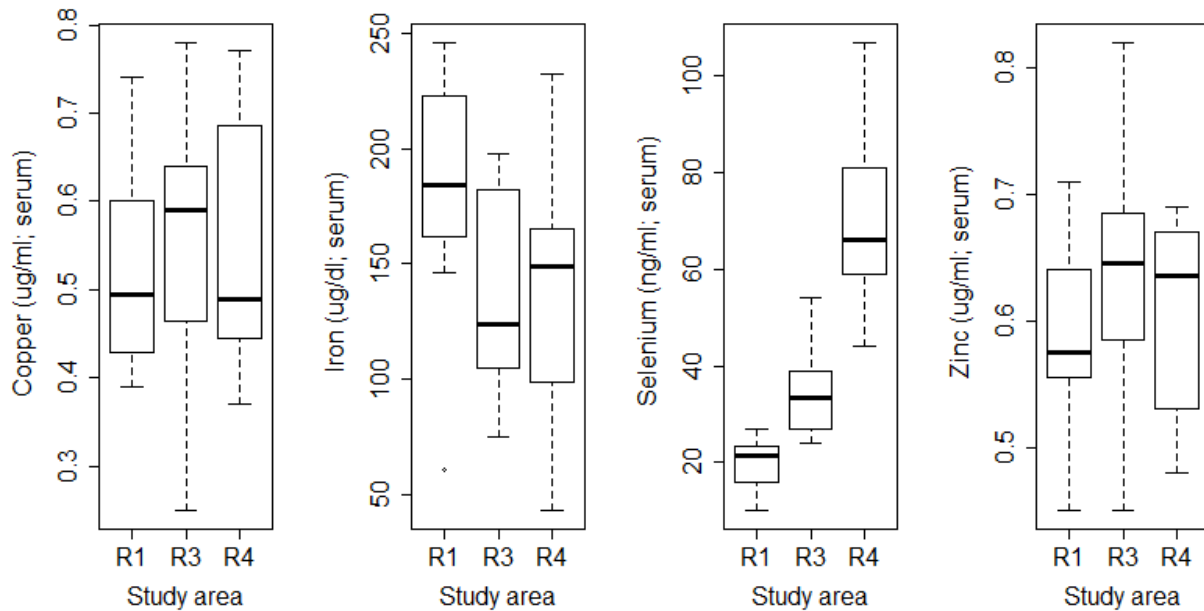 Copper (ug/ml; serum)
0.8
0.7
0.6
0.5
0.4
0.3
R1 R3 R4
Study area
Iron (ug/dl; serum)
250
200
150
100
50
R1 R3 R4
Study area
Selenium (ng/ml; serum)
100
80
60
40
20
R1 R3 R4
Study area
Zinc (ug/ml; serum)
0.8
0.7
0.6
0.5
R1 R3 R4
Study area